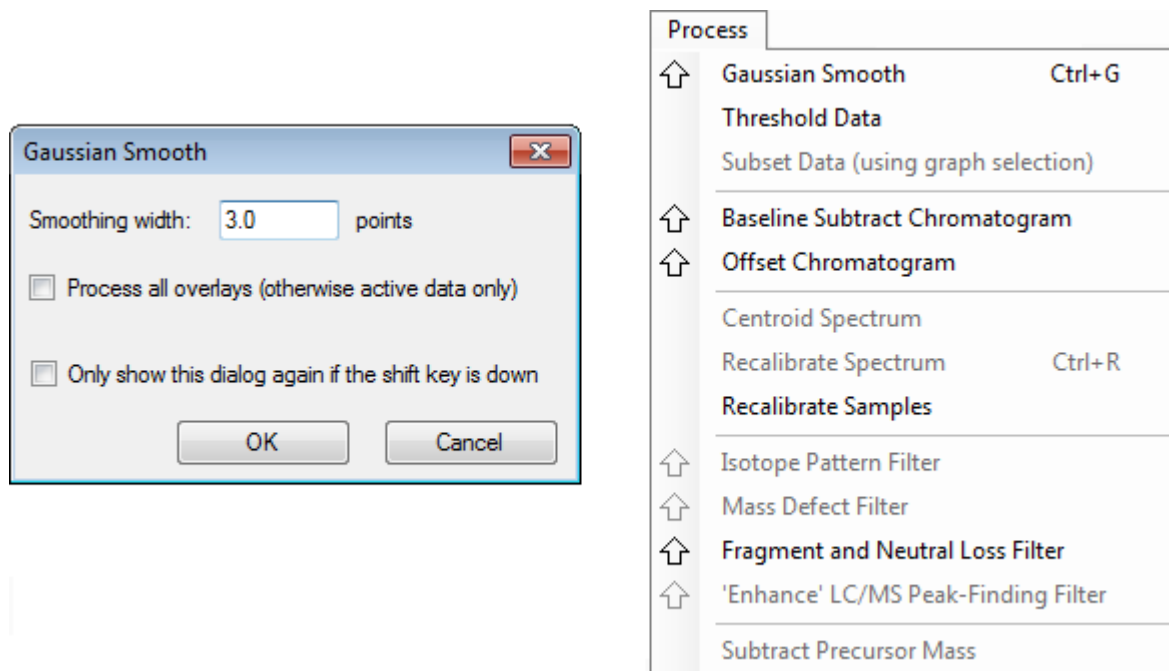 Gaussian Smooth
Smoothing width: 3.0 points
Process all overlays (otherwise active data only)
Only show this dialog again if the shift key is down
OK Cancel
Process
Gaussian Smooth Ctrl+G
Threshold Data
Subset Data (using graph selection)
Baseline Subtract Chromatogram
Offset Chromatogram
Centroid Spectrum
Recalibrate Spectrum Ctrl+R
Recalibrate Samples
Isotope Pattern Filter
Mass Defect Filter
Fragment and Neutral Loss Filter
'Enhance' LC/MS Peak-Finding Filter
Subtract Precursor Mass